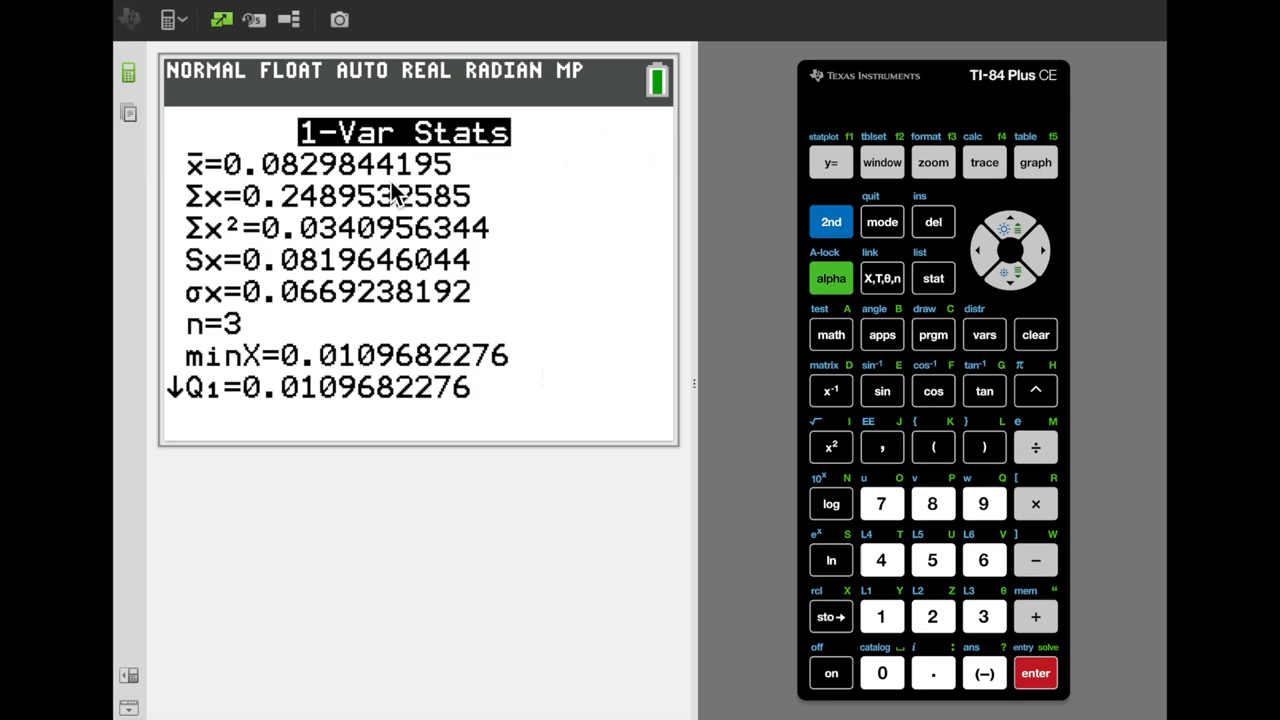 NORMAL FLOAT AUTO REAL RADIAN MP
1-Var Stats
x̄=0.0829844195
Σx=0.2489532585
Σx²=0.0340956344
Sx=0.0819646044
σx=0.0669238192
n=3
minX=0.0109682276
↓Q₁=0.0109682276
TEXAS INSTRUMENTS TI-84 Plus CE
statplot f1 tblset f2 format f3 calc f4 table f5
y= window zoom trace graph
quit ins
2nd mode del
A-lock link list
alpha X,T,θ,n stat
test A angle B draw C distr
math apps prgm vars clear
matrix D sin⁻¹ E cos⁻¹ F tan⁻¹ G π H
x⁻¹ sin cos tan ^
√ I EE J { K } L e M
x² , ( ) ÷
10ˣ N u O v P w Q [ R
log 7 8 9 ×
eˣ S L4 T L5 U L6 V ] W
ln 4 5 6 −
rcl X L1 Y L2 Z L3 θ mem “
sto→ 1 2 3 +
off catalog ⎵ i : ans ? entry solve
on 0 . (−) enter